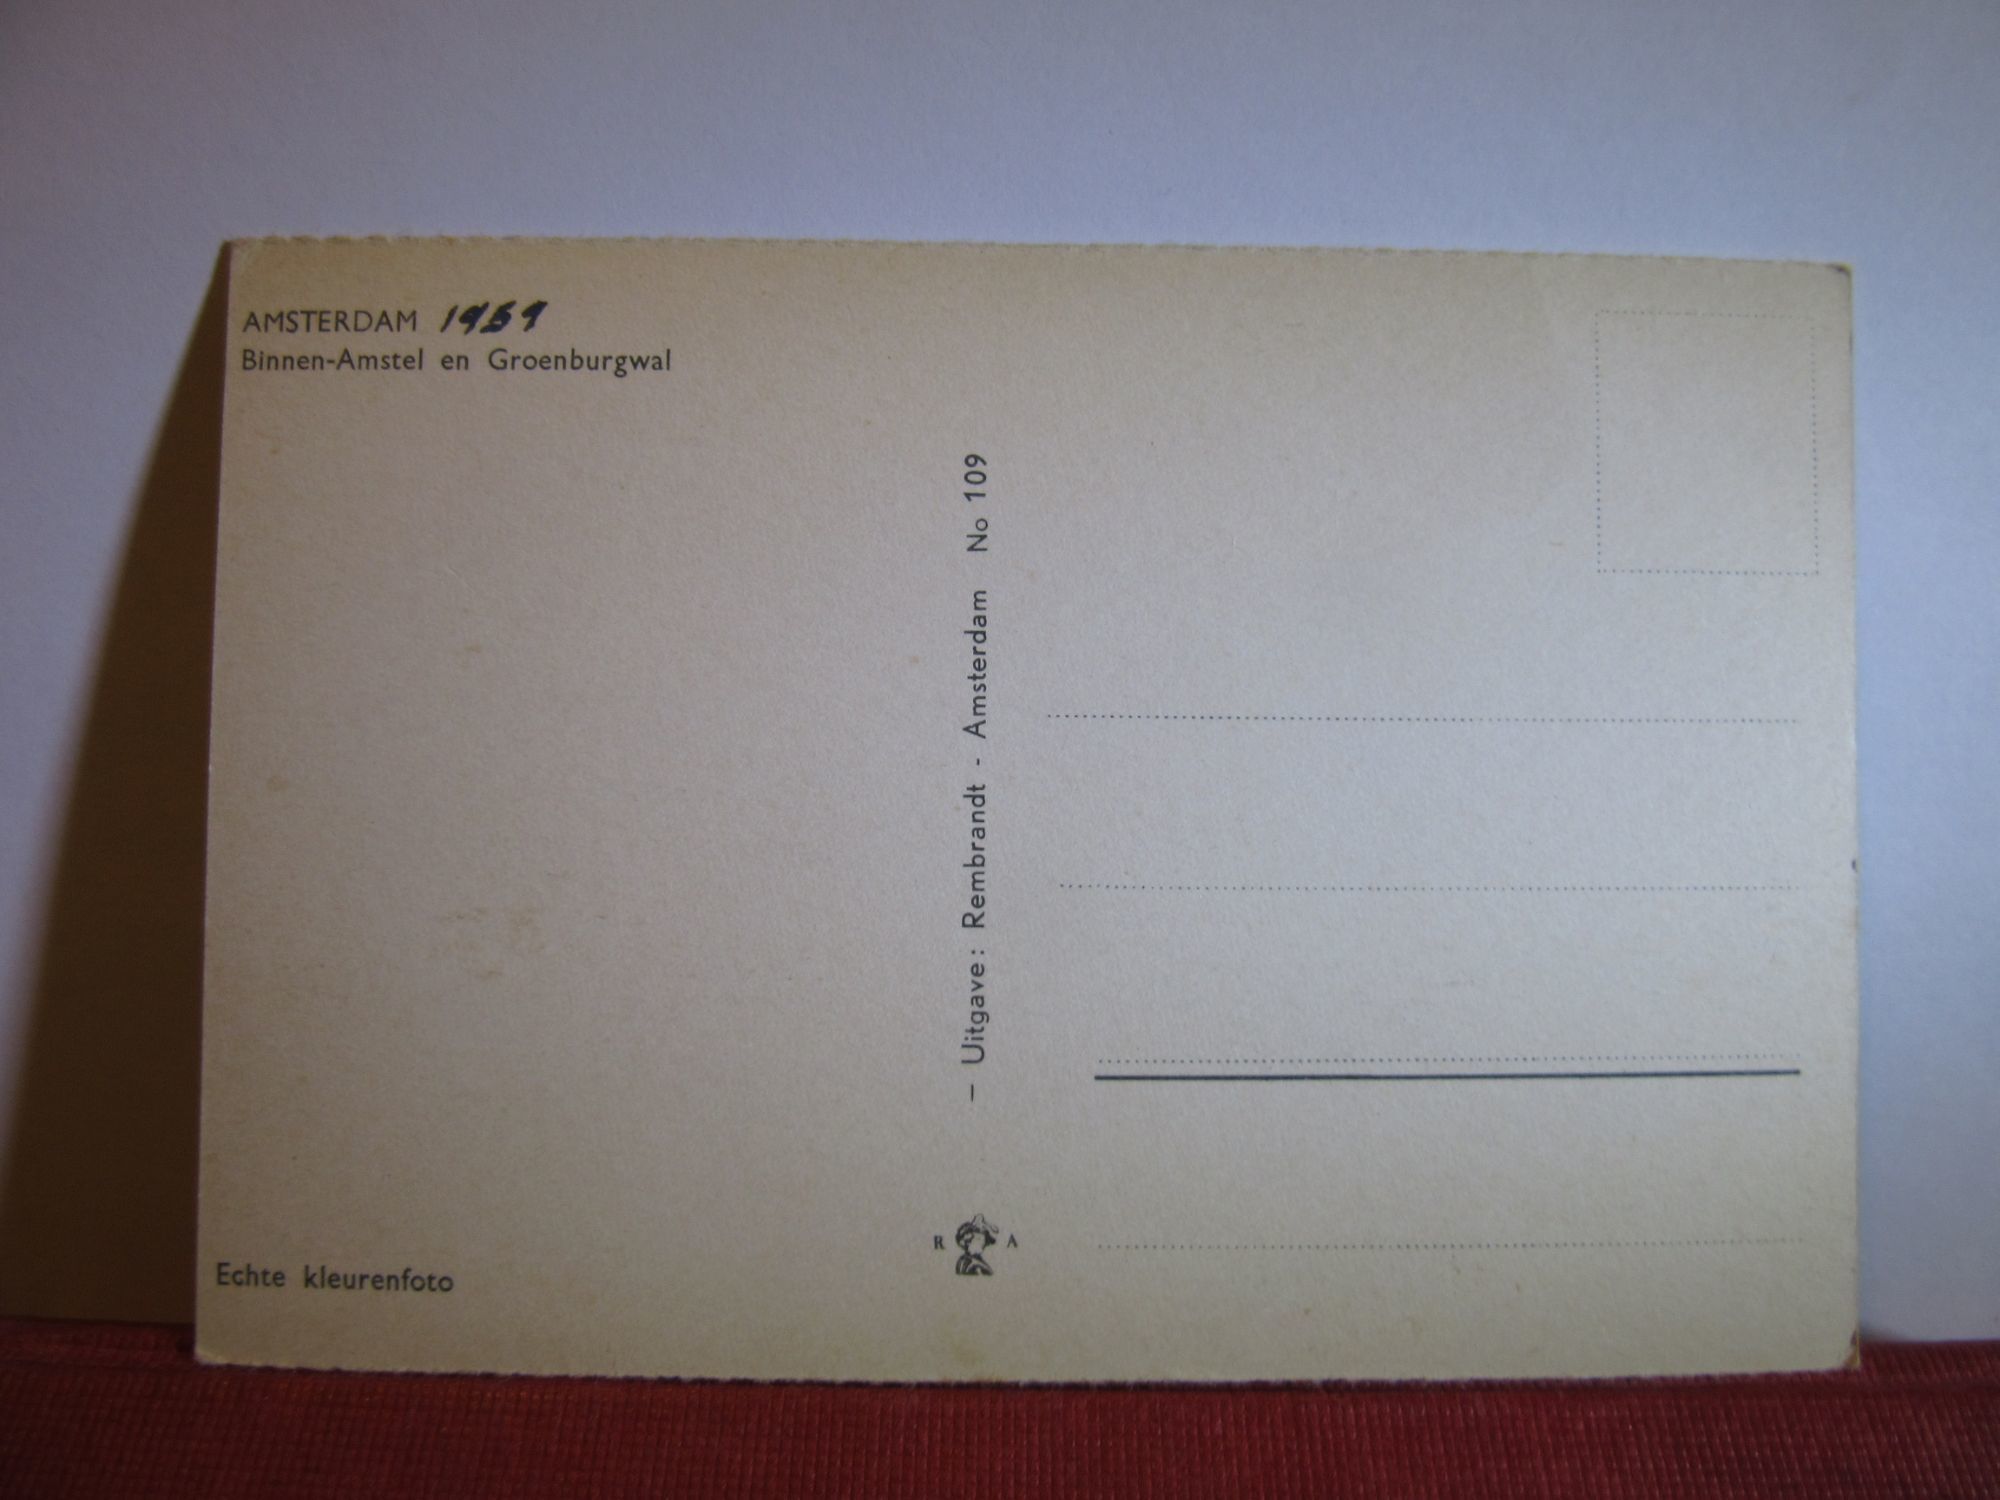 AMSTERDAM 1959
Binnen-Amstel en Groenburgwal
– Uitgave: Rembrandt - Amsterdam No 109
R A
Echte kleurenfoto